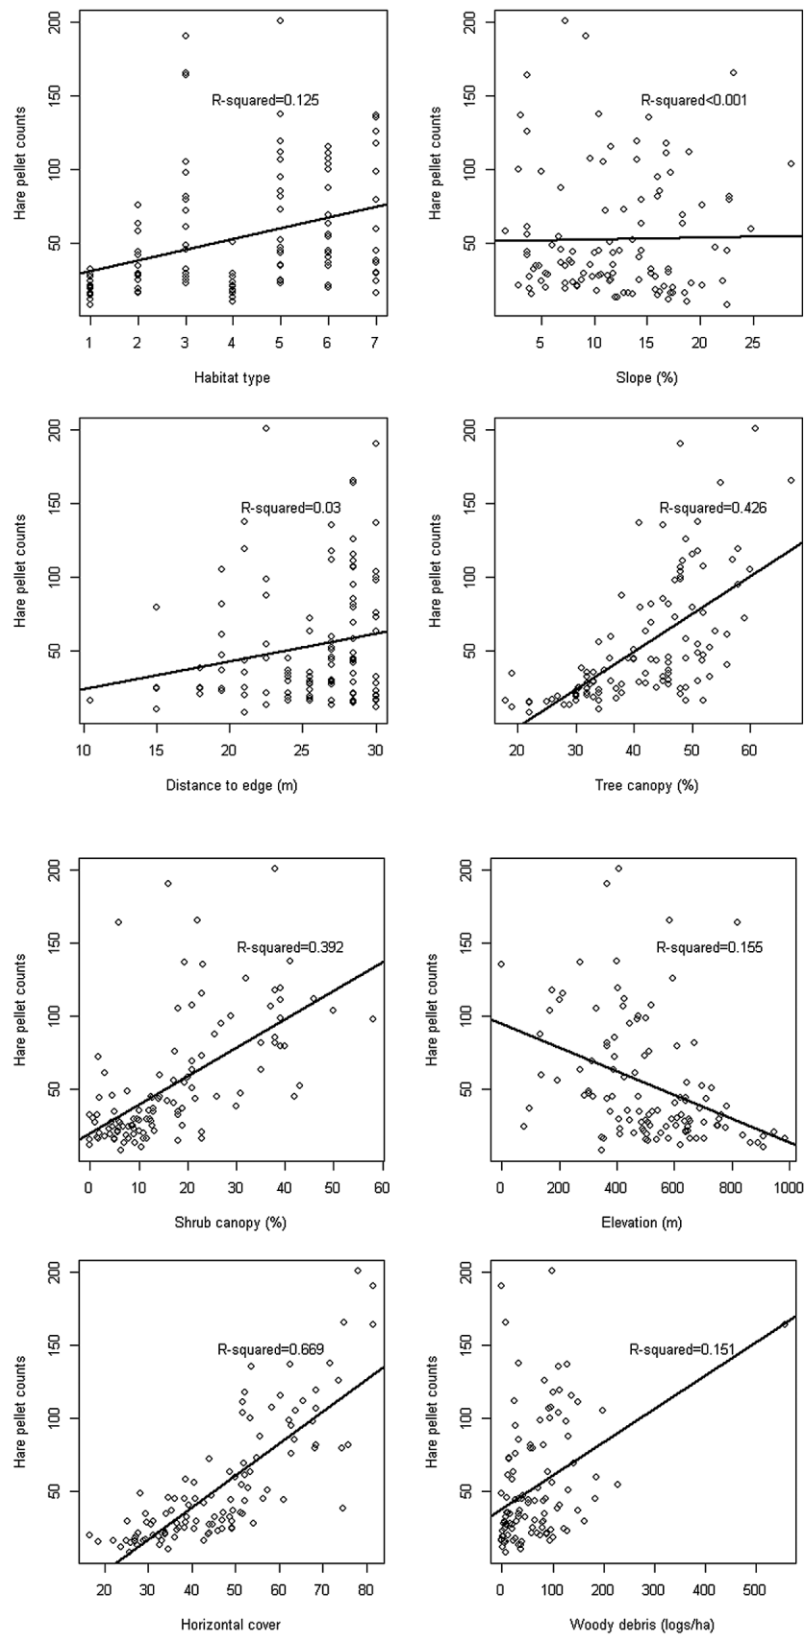 Hare pellet counts
200
150
100
50
R-squared=0.125
1 2 3 4 5 6 7
Habitat type
Hare pellet counts
200
150
100
50
R-squared<0.001
5 10 15 20 25
Slope (%)
Hare pellet counts
200
150
100
50
R-squared=0.03
10 15 20 25 30
Distance to edge (m)
Hare pellet counts
200
150
100
50
R-squared=0.426
20 30 40 50 60
Tree canopy (%)
Hare pellet counts
200
150
100
50
R-squared=0.392
0 10 20 30 40 50 60
Shrub canopy (%)
Hare pellet counts
200
150
100
50
R-squared=0.155
0 200 400 600 800 1000
Elevation (m)
Hare pellet counts
200
150
100
50
R-squared=0.669
20 30 40 50 60 70 80
Horizontal cover
Hare pellet counts
200
150
100
50
R-squared=0.151
0 100 200 300 400 500
Woody debris (logs/ha)